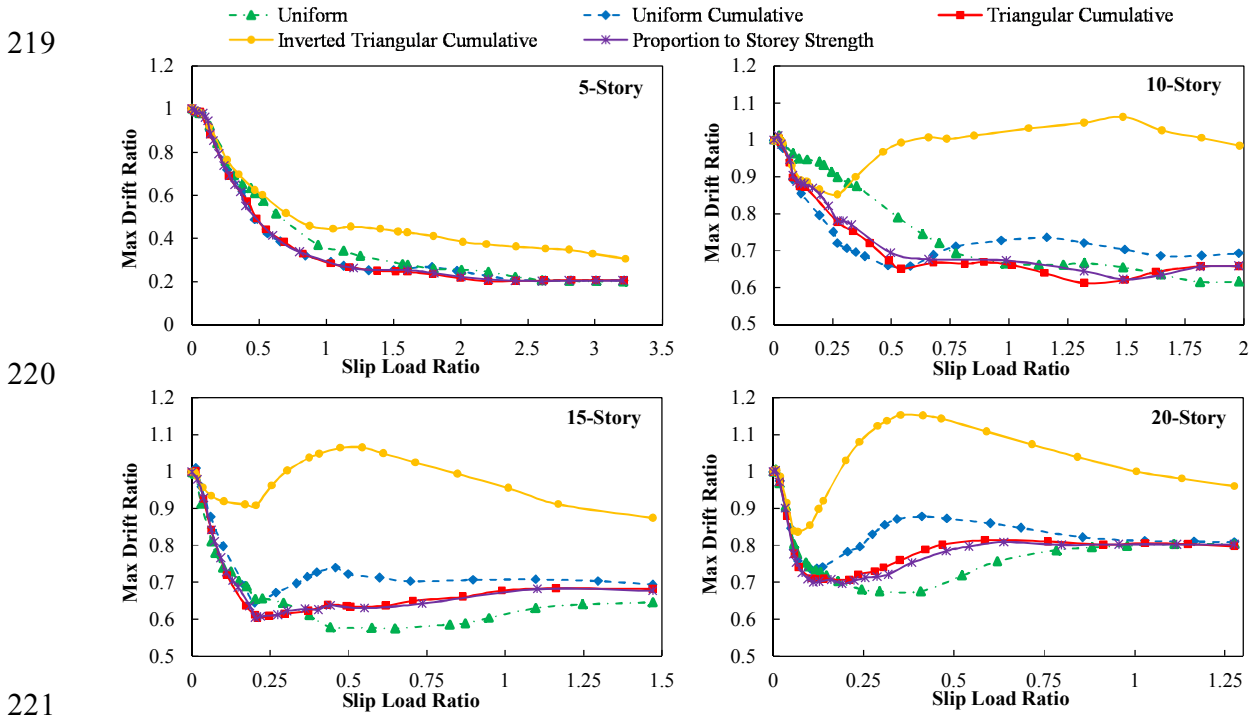 219
Uniform
Uniform Cumulative
Triangular Cumulative
Inverted Triangular Cumulative
Proportion to Storey Strength
5-Story
Max Drift Ratio
1.2
1
0.8
0.6
0.4
0.2
0
0 0.5 1 1.5 2 2.5 3 3.5
Slip Load Ratio
10-Story
Max Drift Ratio
1.2
1.1
1
0.9
0.8
0.7
0.6
0.5
0 0.25 0.5 0.75 1 1.25 1.5 1.75 2
Slip Load Ratio
220
15-Story
Max Drift Ratio
1.2
1.1
1
0.9
0.8
0.7
0.6
0.5
0 0.25 0.5 0.75 1 1.25 1.5
Slip Load Ratio
20-Story
Max Drift Ratio
1.2
1.1
1
0.9
0.8
0.7
0.6
0.5
0 0.25 0.5 0.75 1 1.25
Slip Load Ratio
221